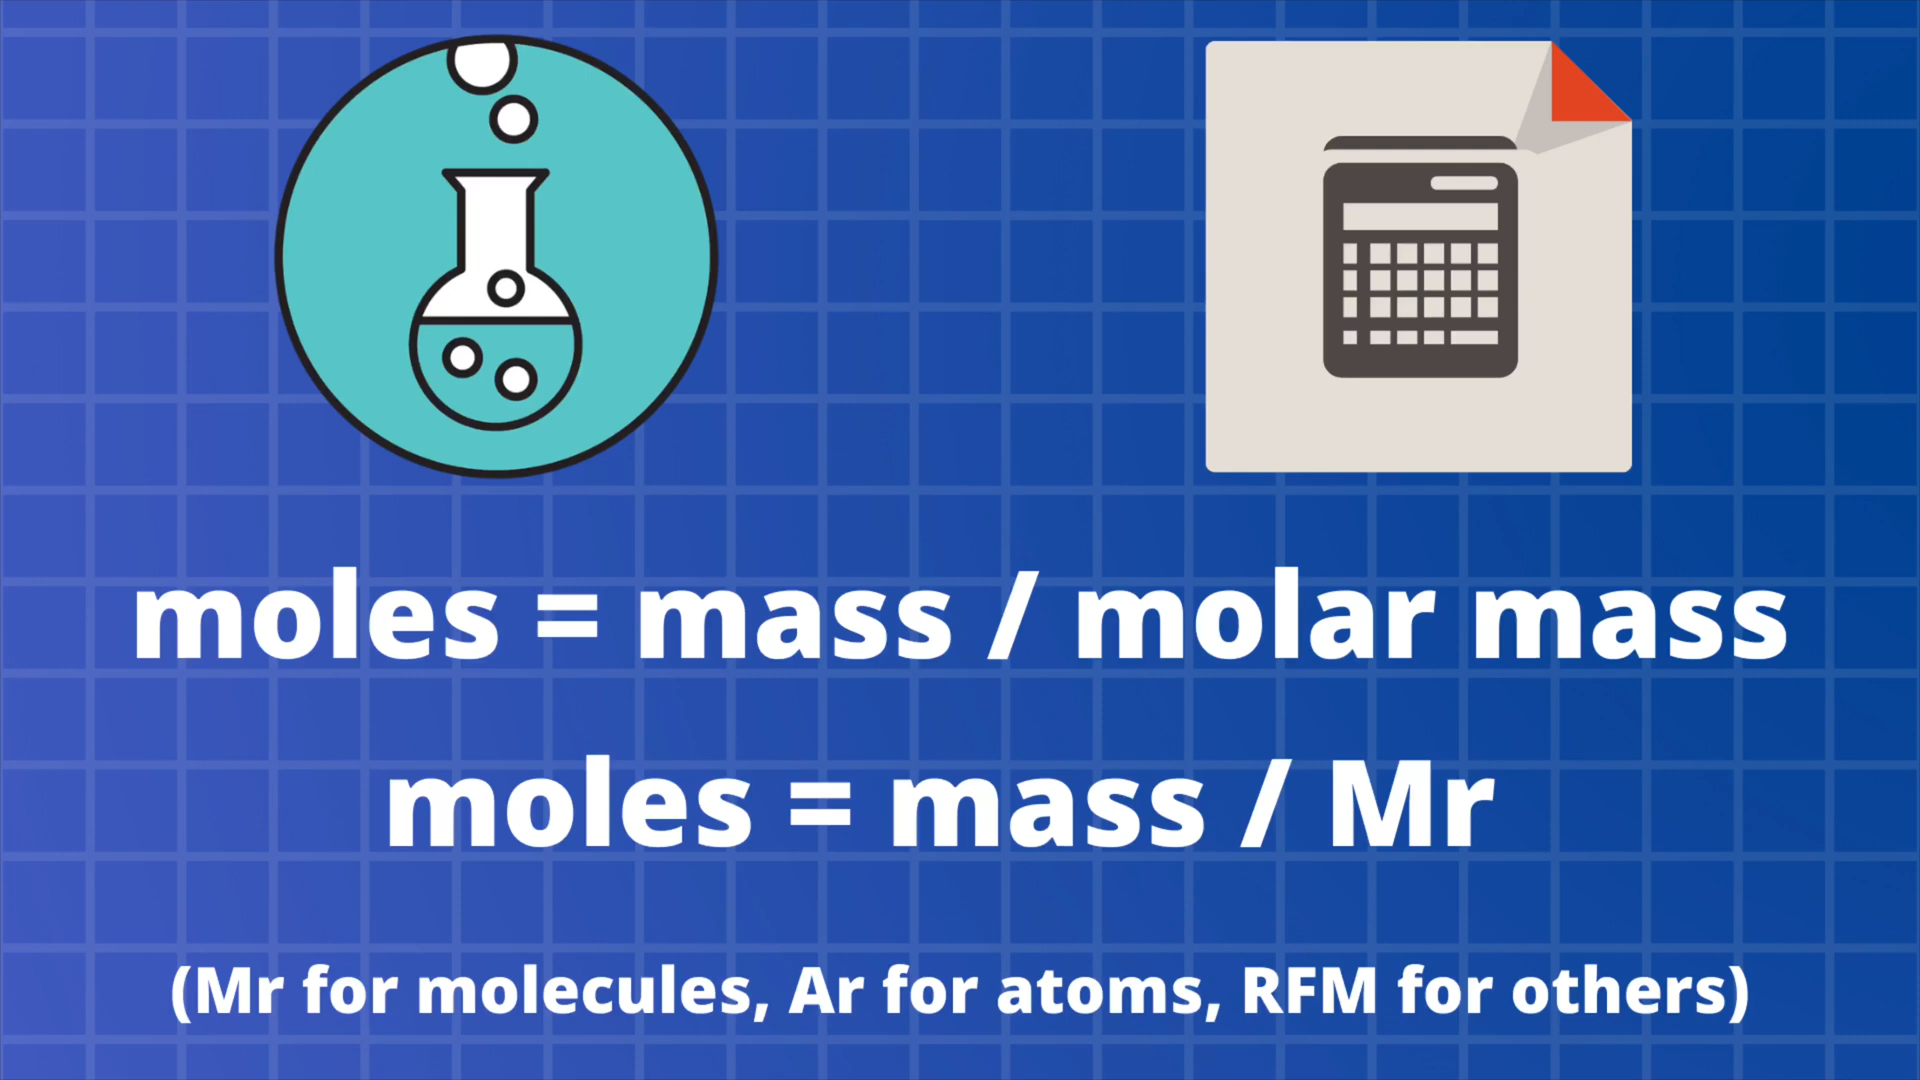 moles = mass / molar mass
moles = mass / Mr
(Mr for molecules, Ar for atoms, RFM for others)